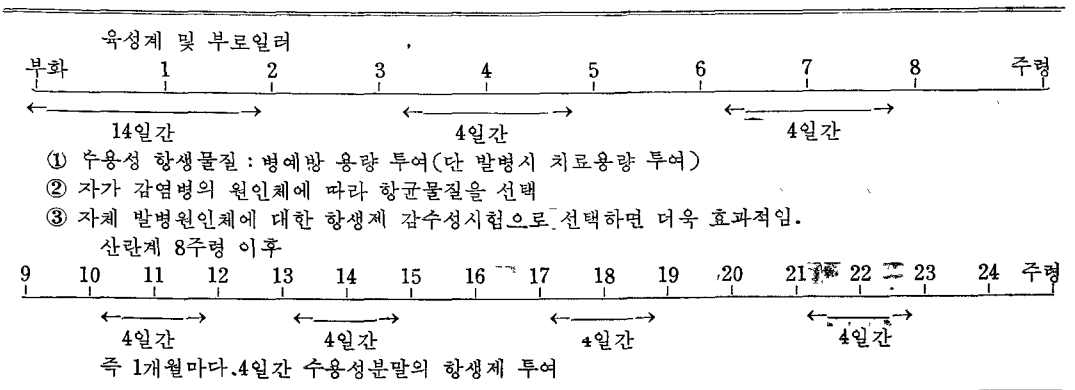 육성계 및 부로일러
부화 1 2 3 4 5 6 7 8 주령
14일간 4일간 4일간
① 수용성 항생물질 : 병예방 용량 투여(단 발병시 치료용량 투여)
② 자가 감염병의 원인체에 따라 항균물질을 선택
③ 자체 발병원인체에 대한 항생제 감수성시험으로 선택하면 더욱 효과적임.
산란계 8주령 이후
9 10 11 12 13 14 15 16 17 18 19 20 21 22 23 24 주령
4일간 4일간 4일간 4일간
즉 1개월마다 4일간 수용성분말의 항생제 투여